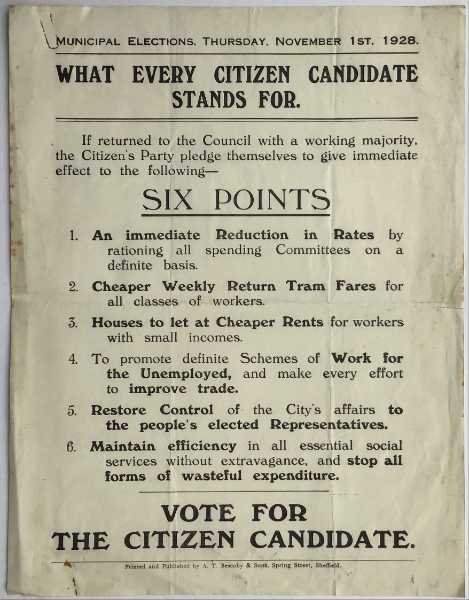 Municipal Elections, Thursday, November 1st, 1928.
WHAT EVERY CITIZEN CANDIDATE
STANDS FOR.
If returned to the Council with a working majority,
the Citizen's Party pledge themselves to give immediate
effect to the following—
SIX POINTS
1. An immediate Reduction in Rates by
rationing all spending Committees on a
definite basis.
2. Cheaper Weekly Return Tram Fares for
all classes of workers.
3. Houses to let at Cheaper Rents for workers
with small incomes.
4. To promote definite Schemes of Work for
the Unemployed, and make every effort
to improve trade.
5. Restore Control of the City's affairs to
the people's elected Representatives.
6. Maintain efficiency in all essential social
services without extravagance, and stop all
forms of wasteful expenditure.
VOTE FOR
THE CITIZEN CANDIDATE.
Printed and Published by A. T. Bescoby & Sons, Spring Street, Sheffield.